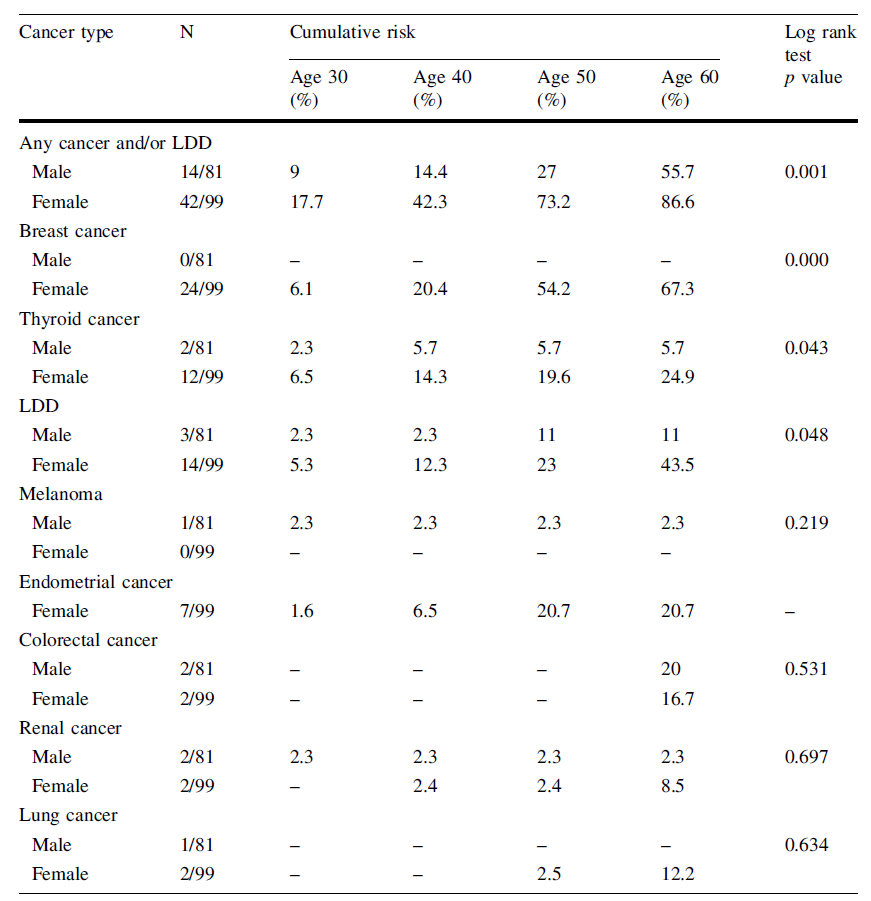 Cancer type N Cumulative risk Log rank
test
p value
Age 30 Age 40 Age 50 Age 60
(%) (%) (%) (%)
Any cancer and/or LDD
Male 14/81 9 14.4 27 55.7 0.001
Female 42/99 17.7 42.3 73.2 86.6
Breast cancer
Male 0/81 – – – – 0.000
Female 24/99 6.1 20.4 54.2 67.3
Thyroid cancer
Male 2/81 2.3 5.7 5.7 5.7 0.043
Female 12/99 6.5 14.3 19.6 24.9
LDD
Male 3/81 2.3 2.3 11 11 0.048
Female 14/99 5.3 12.3 23 43.5
Melanoma
Male 1/81 2.3 2.3 2.3 2.3 0.219
Female 0/99 – – – –
Endometrial cancer
Female 7/99 1.6 6.5 20.7 20.7 –
Colorectal cancer
Male 2/81 – – – 20 0.531
Female 2/99 – – – 16.7
Renal cancer
Male 2/81 2.3 2.3 2.3 2.3 0.697
Female 2/99 – 2.4 2.4 8.5
Lung cancer
Male 1/81 – – – – 0.634
Female 2/99 – – 2.5 12.2